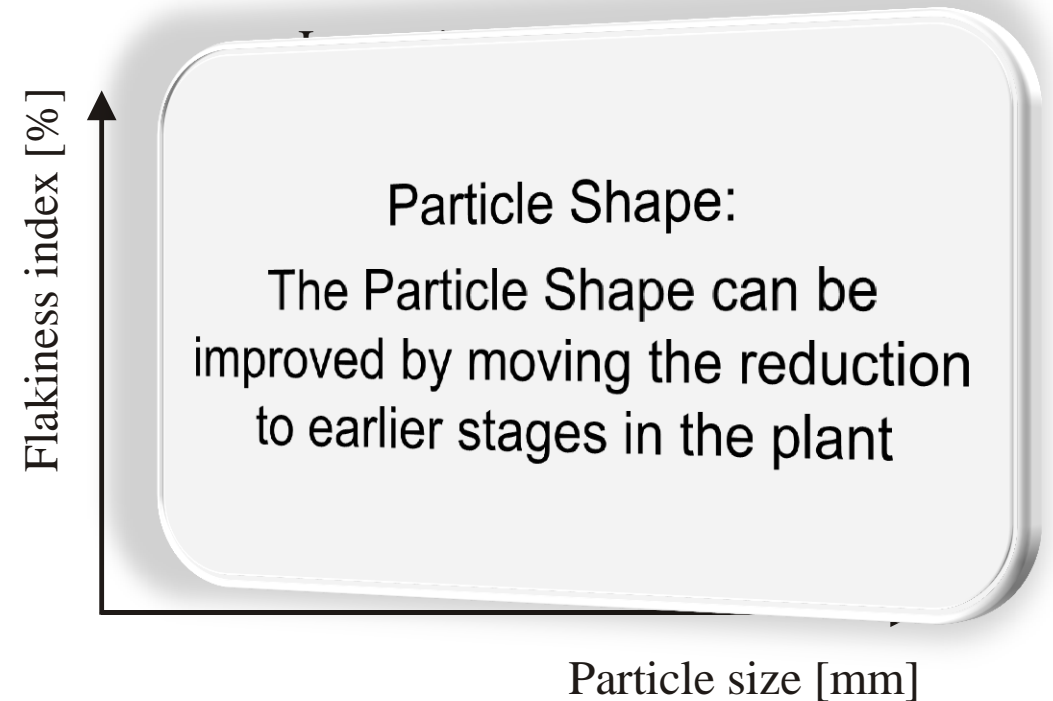 Flakiness index [%]
Particle Shape:
The Particle Shape can be
improved by moving the reduction
to earlier stages in the plant
Particle size [mm]